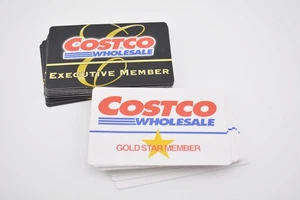 COSTCO
WHOLESALE
EXECUTIVE MEMBER
COSTCO
WHOLESALE
GOLD STAR MEMBER